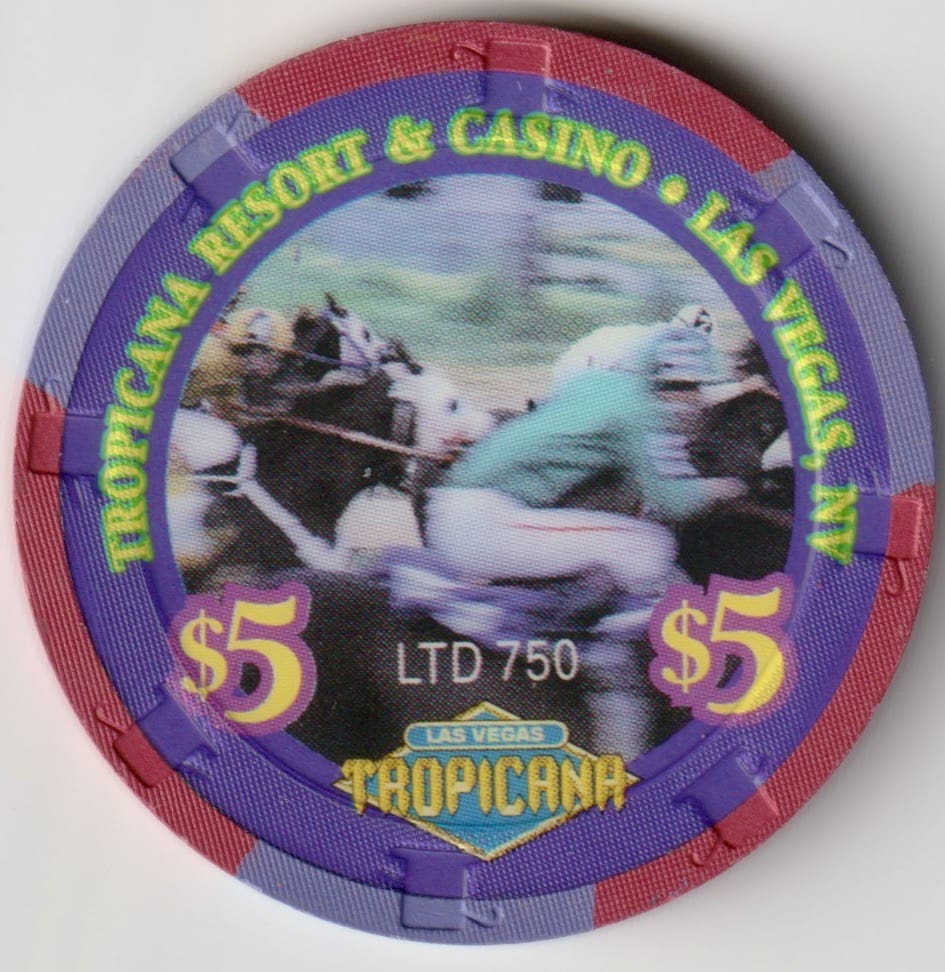 TROPICANA RESORT & CASINO • LAS VEGAS, NV
$5
$5
LTD 750
LAS VEGAS
TROPICANA